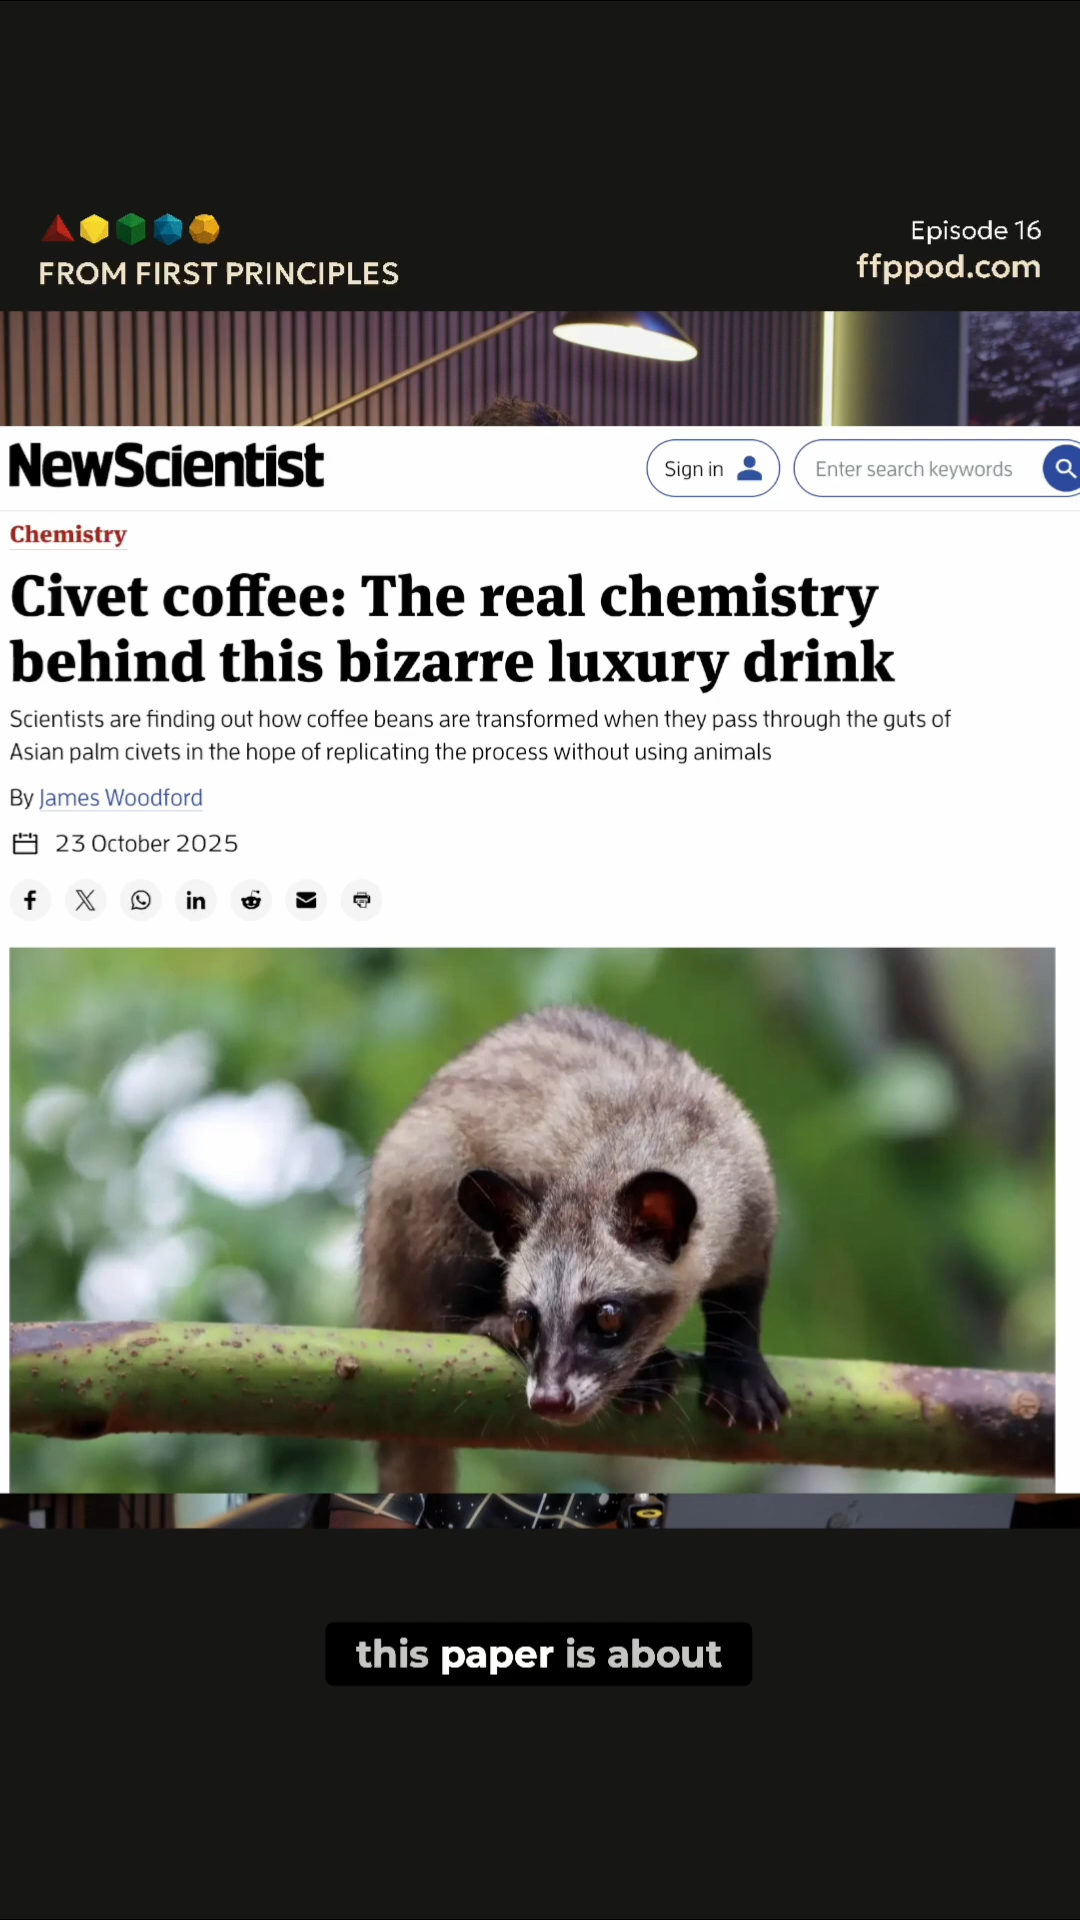 FROM FIRST PRINCIPLES
Episode 16
ffppod.com
NewScientist
Sign in
Enter search keywords
Chemistry
Civet coffee: The real chemistry
behind this bizarre luxury drink
Scientists are finding out how coffee beans are transformed when they pass through the guts of
Asian palm civets in the hope of replicating the process without using animals
By James Woodford
23 October 2025
this paper is about